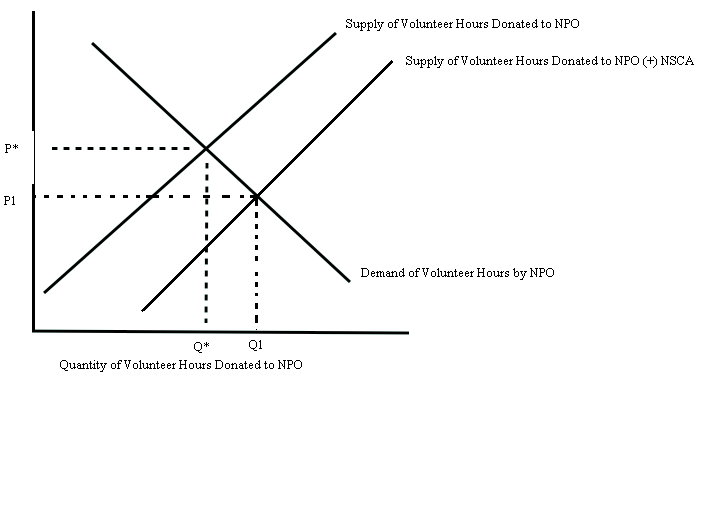 Supply of Volunteer Hours Donated to NPO
Supply of Volunteer Hours Donated to NPO (+) NSCA
P*
P1
Demand of Volunteer Hours by NPO
Q*
Q1
Quantity of Volunteer Hours Donated to NPO